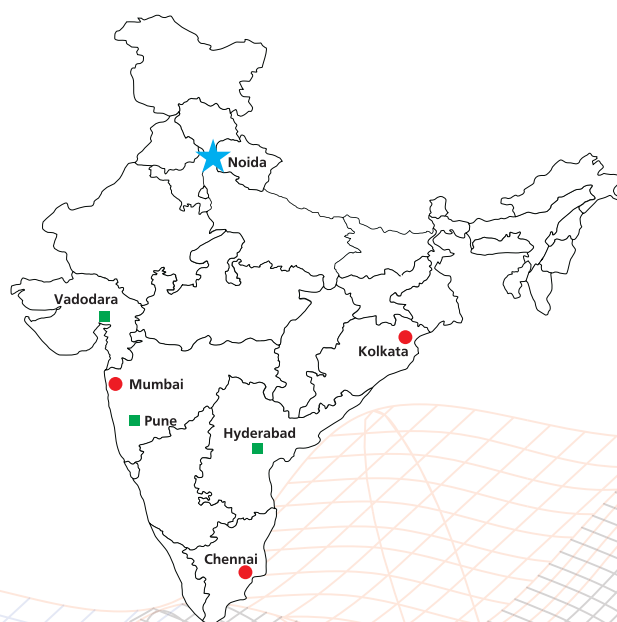 Noida
Vadodara
Kolkata
Mumbai
Pune
Hyderabad
Chennai